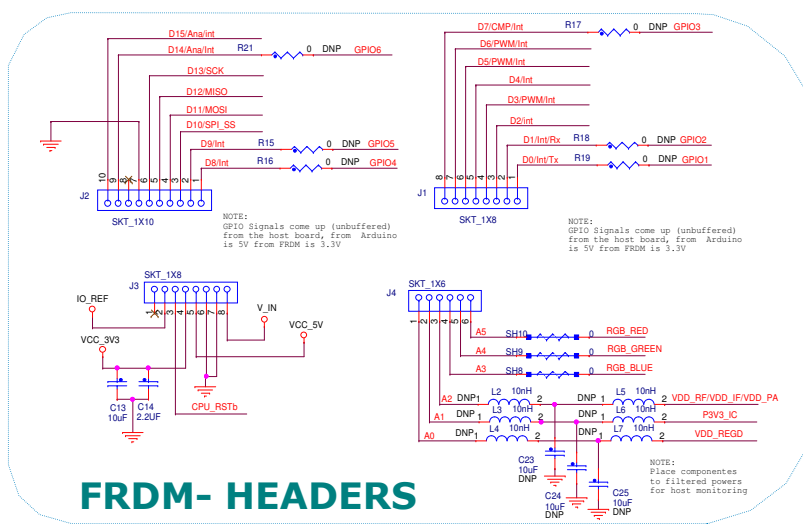 D15/Ana/int
D14/Ana/Int R21 0 DNP GPIO6
D13/SCK
D12/MISO
D11/MOSI
D10/SPI_SS
D9/Int R15 0 DNP GPIO5
D8/Int R16 0 DNP GPIO4
10 9 8 7 6 5 4 3 2 1
J2
SKT_1X10
NOTE:
GPIO Signals come up (unbuffered)
from the host board, from Arduino
is 5V from FRDM is 3.3V
D7/CMP/Int R17 0 DNP GPIO3
D6/PWM/Int
D5/PWM/Int
D4/Int
D3/PWM/Int
D2/int
D1/Int/Rx R18 0 DNP GPIO2
D0/Int/Tx R19 0 DNP GPIO1
8 7 6 5 4 3 2 1
J1
SKT_1X8
NOTE:
GPIO Signals come up (unbuffered)
from the host board, from Arduino
is 5V from FRDM is 3.3V
SKT_1X8
J3
1 2 3 4 5 6 7 8
IO_REF
V_IN
VCC_5V
VCC_3V3
C13
10uF
C14
2.2UF
CPU_RSTb
SKT_1X6
J4
1 2 3 4 5 6
A5 SH10 0 RGB_RED
A4 SH9 0 RGB_GREEN
A3 SH8 0 RGB_BLUE
A2 DNP 1 L2 10nH 2 DNP 1 L5 10nH 2 VDD_RF/VDD_IF/VDD_PA
A1 DNP 1 L3 10nH 2 DNP 1 L6 10nH 2 P3V3_IC
A0 DNP 1 L4 10nH 2 DNP 1 L7 10nH 2 VDD_REGD
C23
10uF
DNP
C24
10uF
DNP
C25
10uF
DNP
NOTE:
Place componentes
to filtered powers
for host monitoring
FRDM- HEADERS